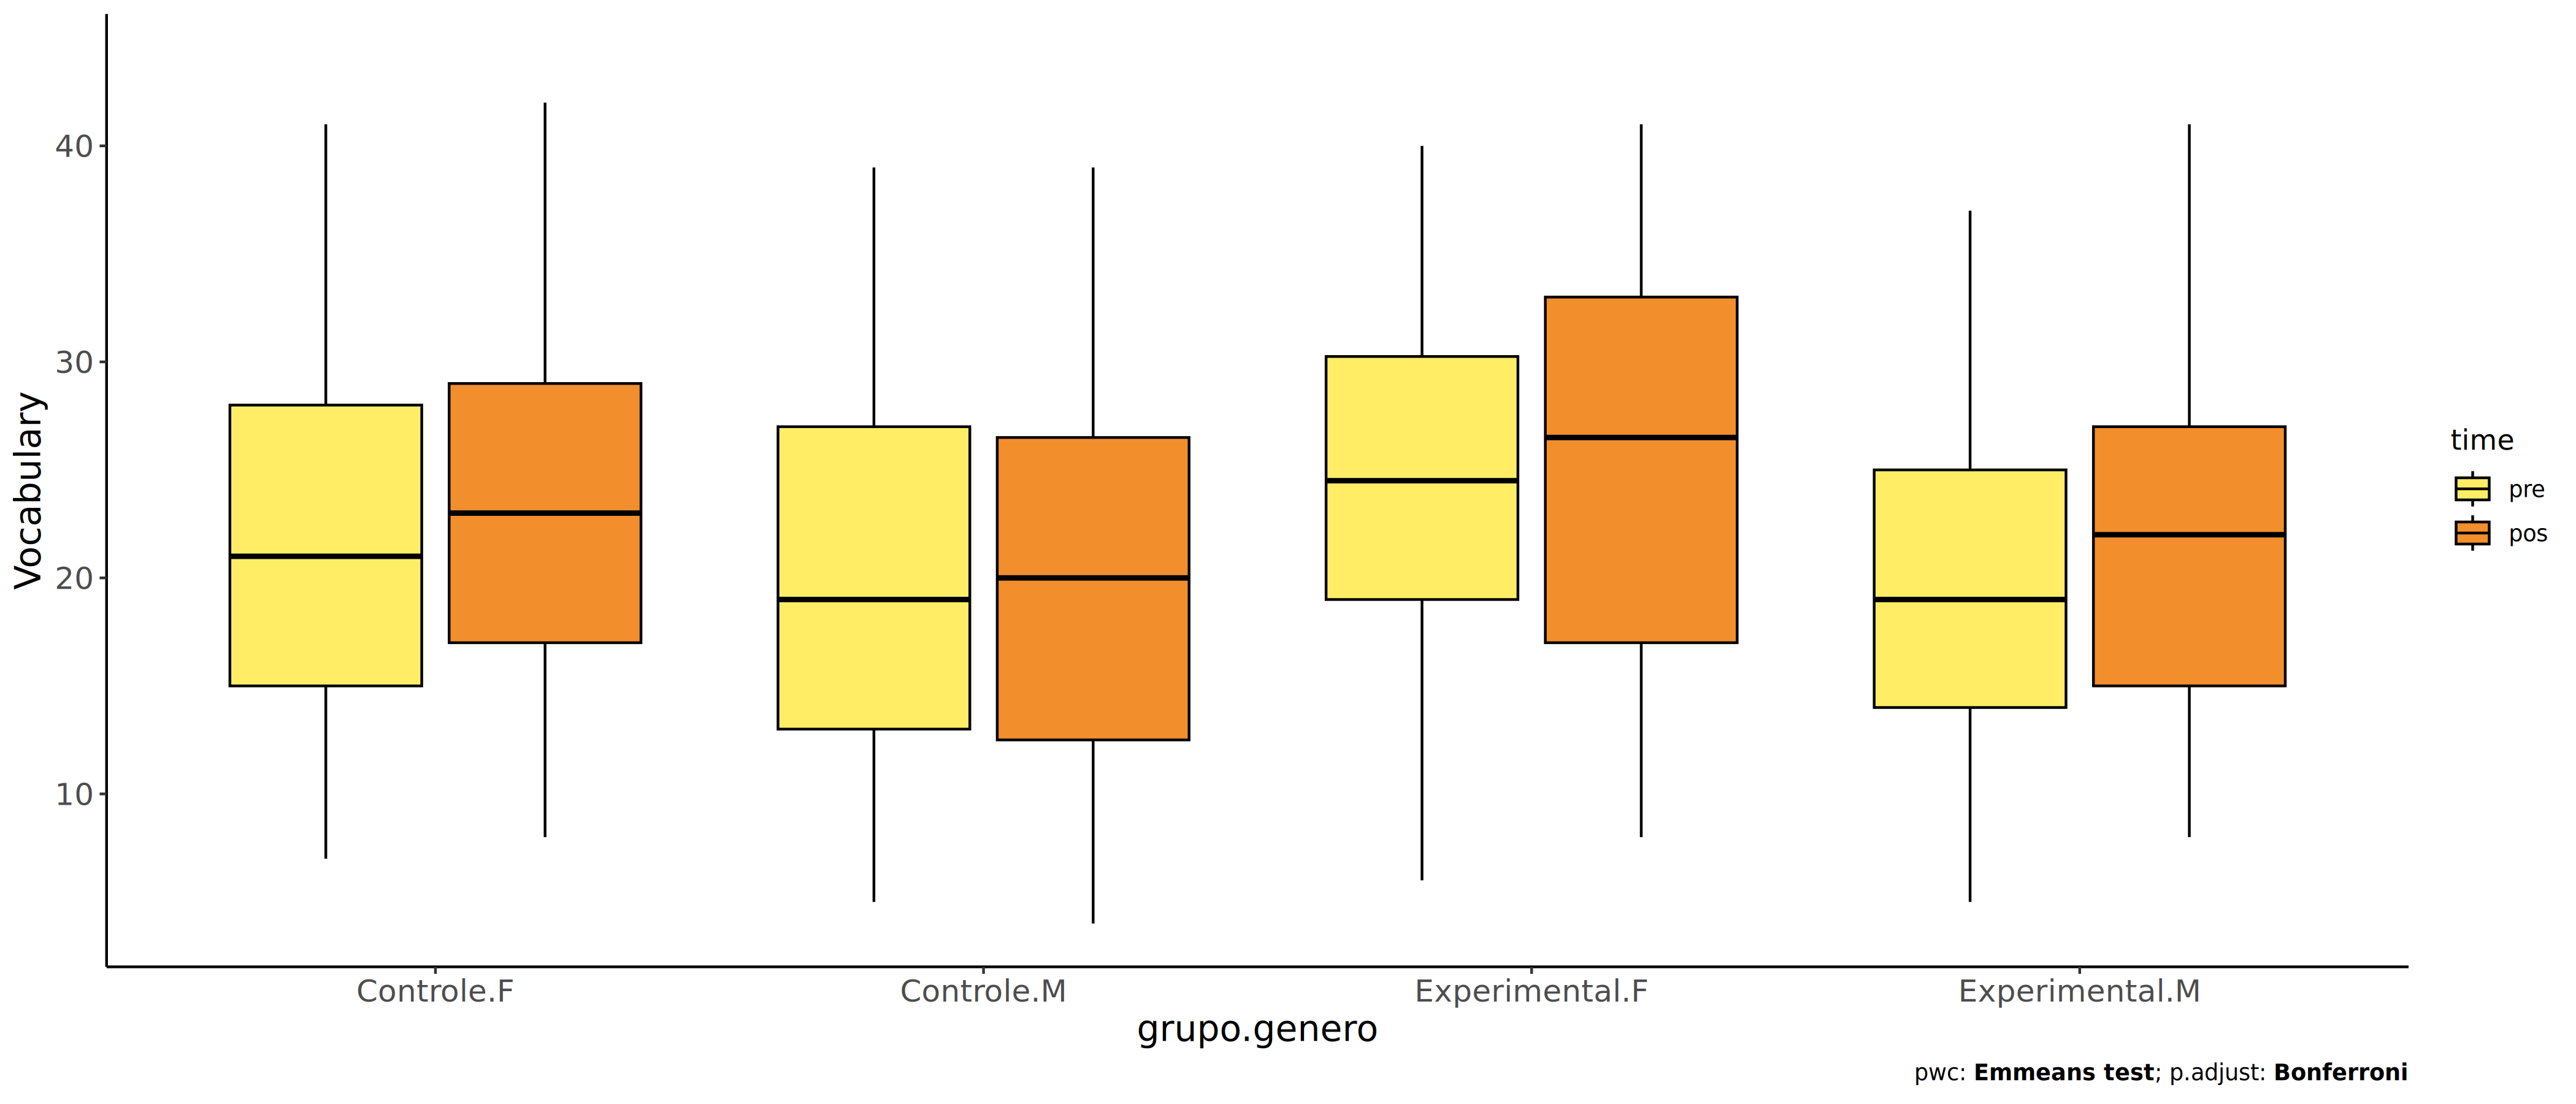 Vocabulary
40
30
20
10
Controle.F
Controle.M
Experimental.F
Experimental.M
grupo.genero
time
pre
pos
pwc: Emmeans test; p.adjust: Bonferroni